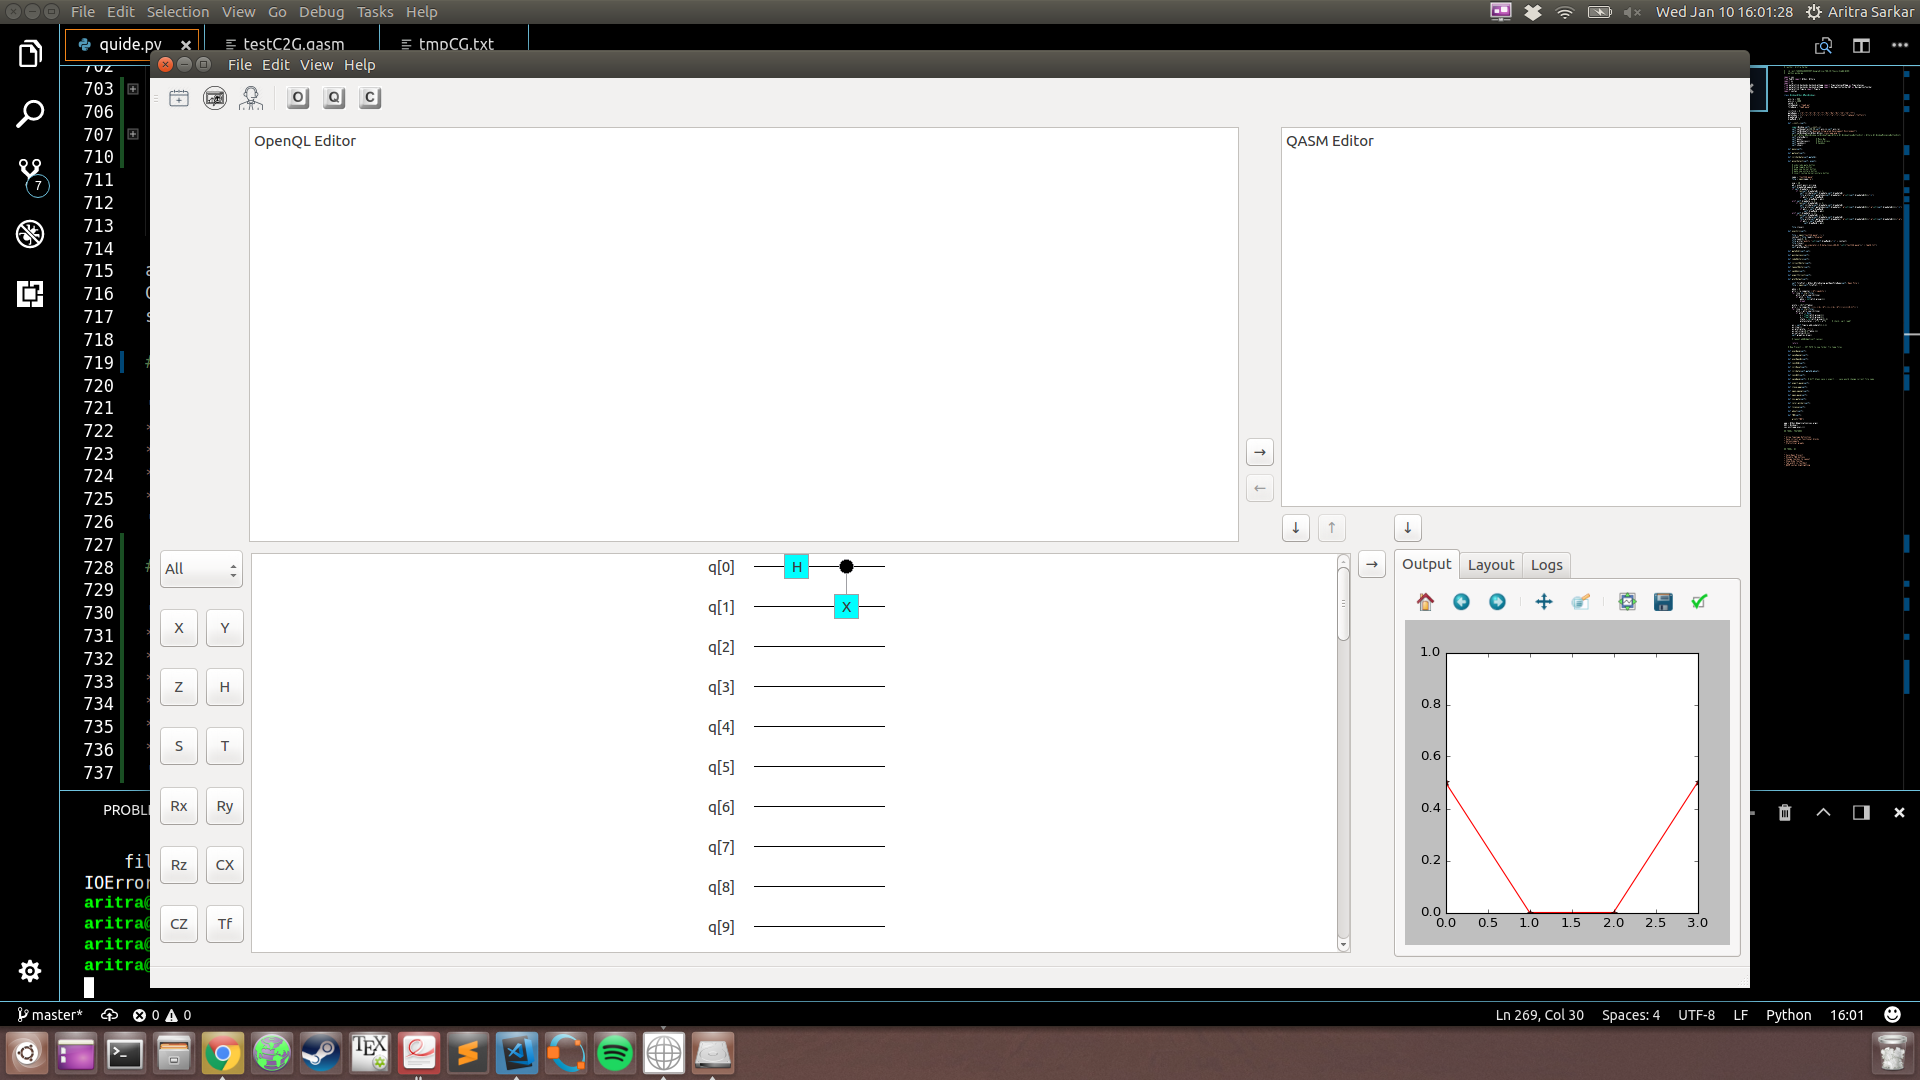 File Edit Selection View Go Debug Tasks Help
Wed Jan 10 16:01:28 Aritra Sarkar
quide.py testC2G.qasm tmpCG.txt
File Edit View Help
O Q C
702
703
706
707
710
711
712
713
714
715
716
717
718
719
720
721
722
723
724
725
726
727
728
729
730
731
732
733
734
735
736
737
7
OpenQL Editor
QASM Editor
→
←
↓ ↑ ↓
All
X Y
Z H
S T
Rx Ry
Rz CX
CZ Tf
q[0] H
q[1] X
q[2]
q[3]
q[4]
q[5]
q[6]
q[7]
q[8]
q[9]
→
Output Layout Logs
1.0
0.8
0.6
0.4
0.2
0.0
0.0 0.5 1.0 1.5 2.0 2.5 3.0
PROBL
fil
IOError
aritra@
aritra@
aritra@
aritra@
master* 0 0
Ln 269, Col 30 Spaces: 4 UTF-8 LF Python 16:01
TEX